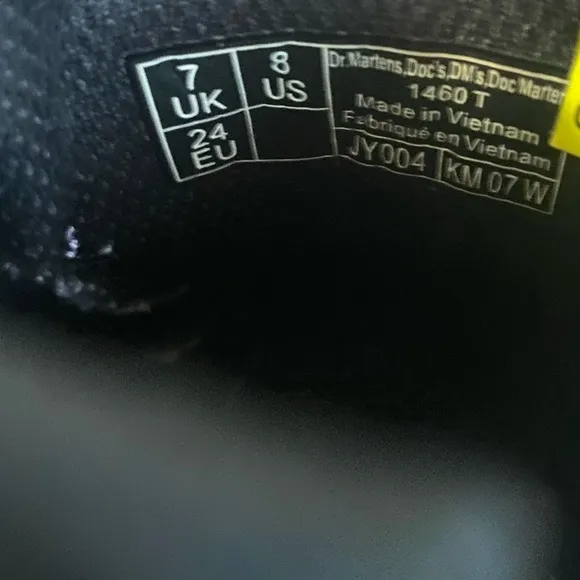 7
UK
8
US
24
EU
Dr.Martens,Doc's,DM's,Doc Marten
1460 T
Made in Vietnam
Fabriqué en Vietnam
JY004
KM 07 W